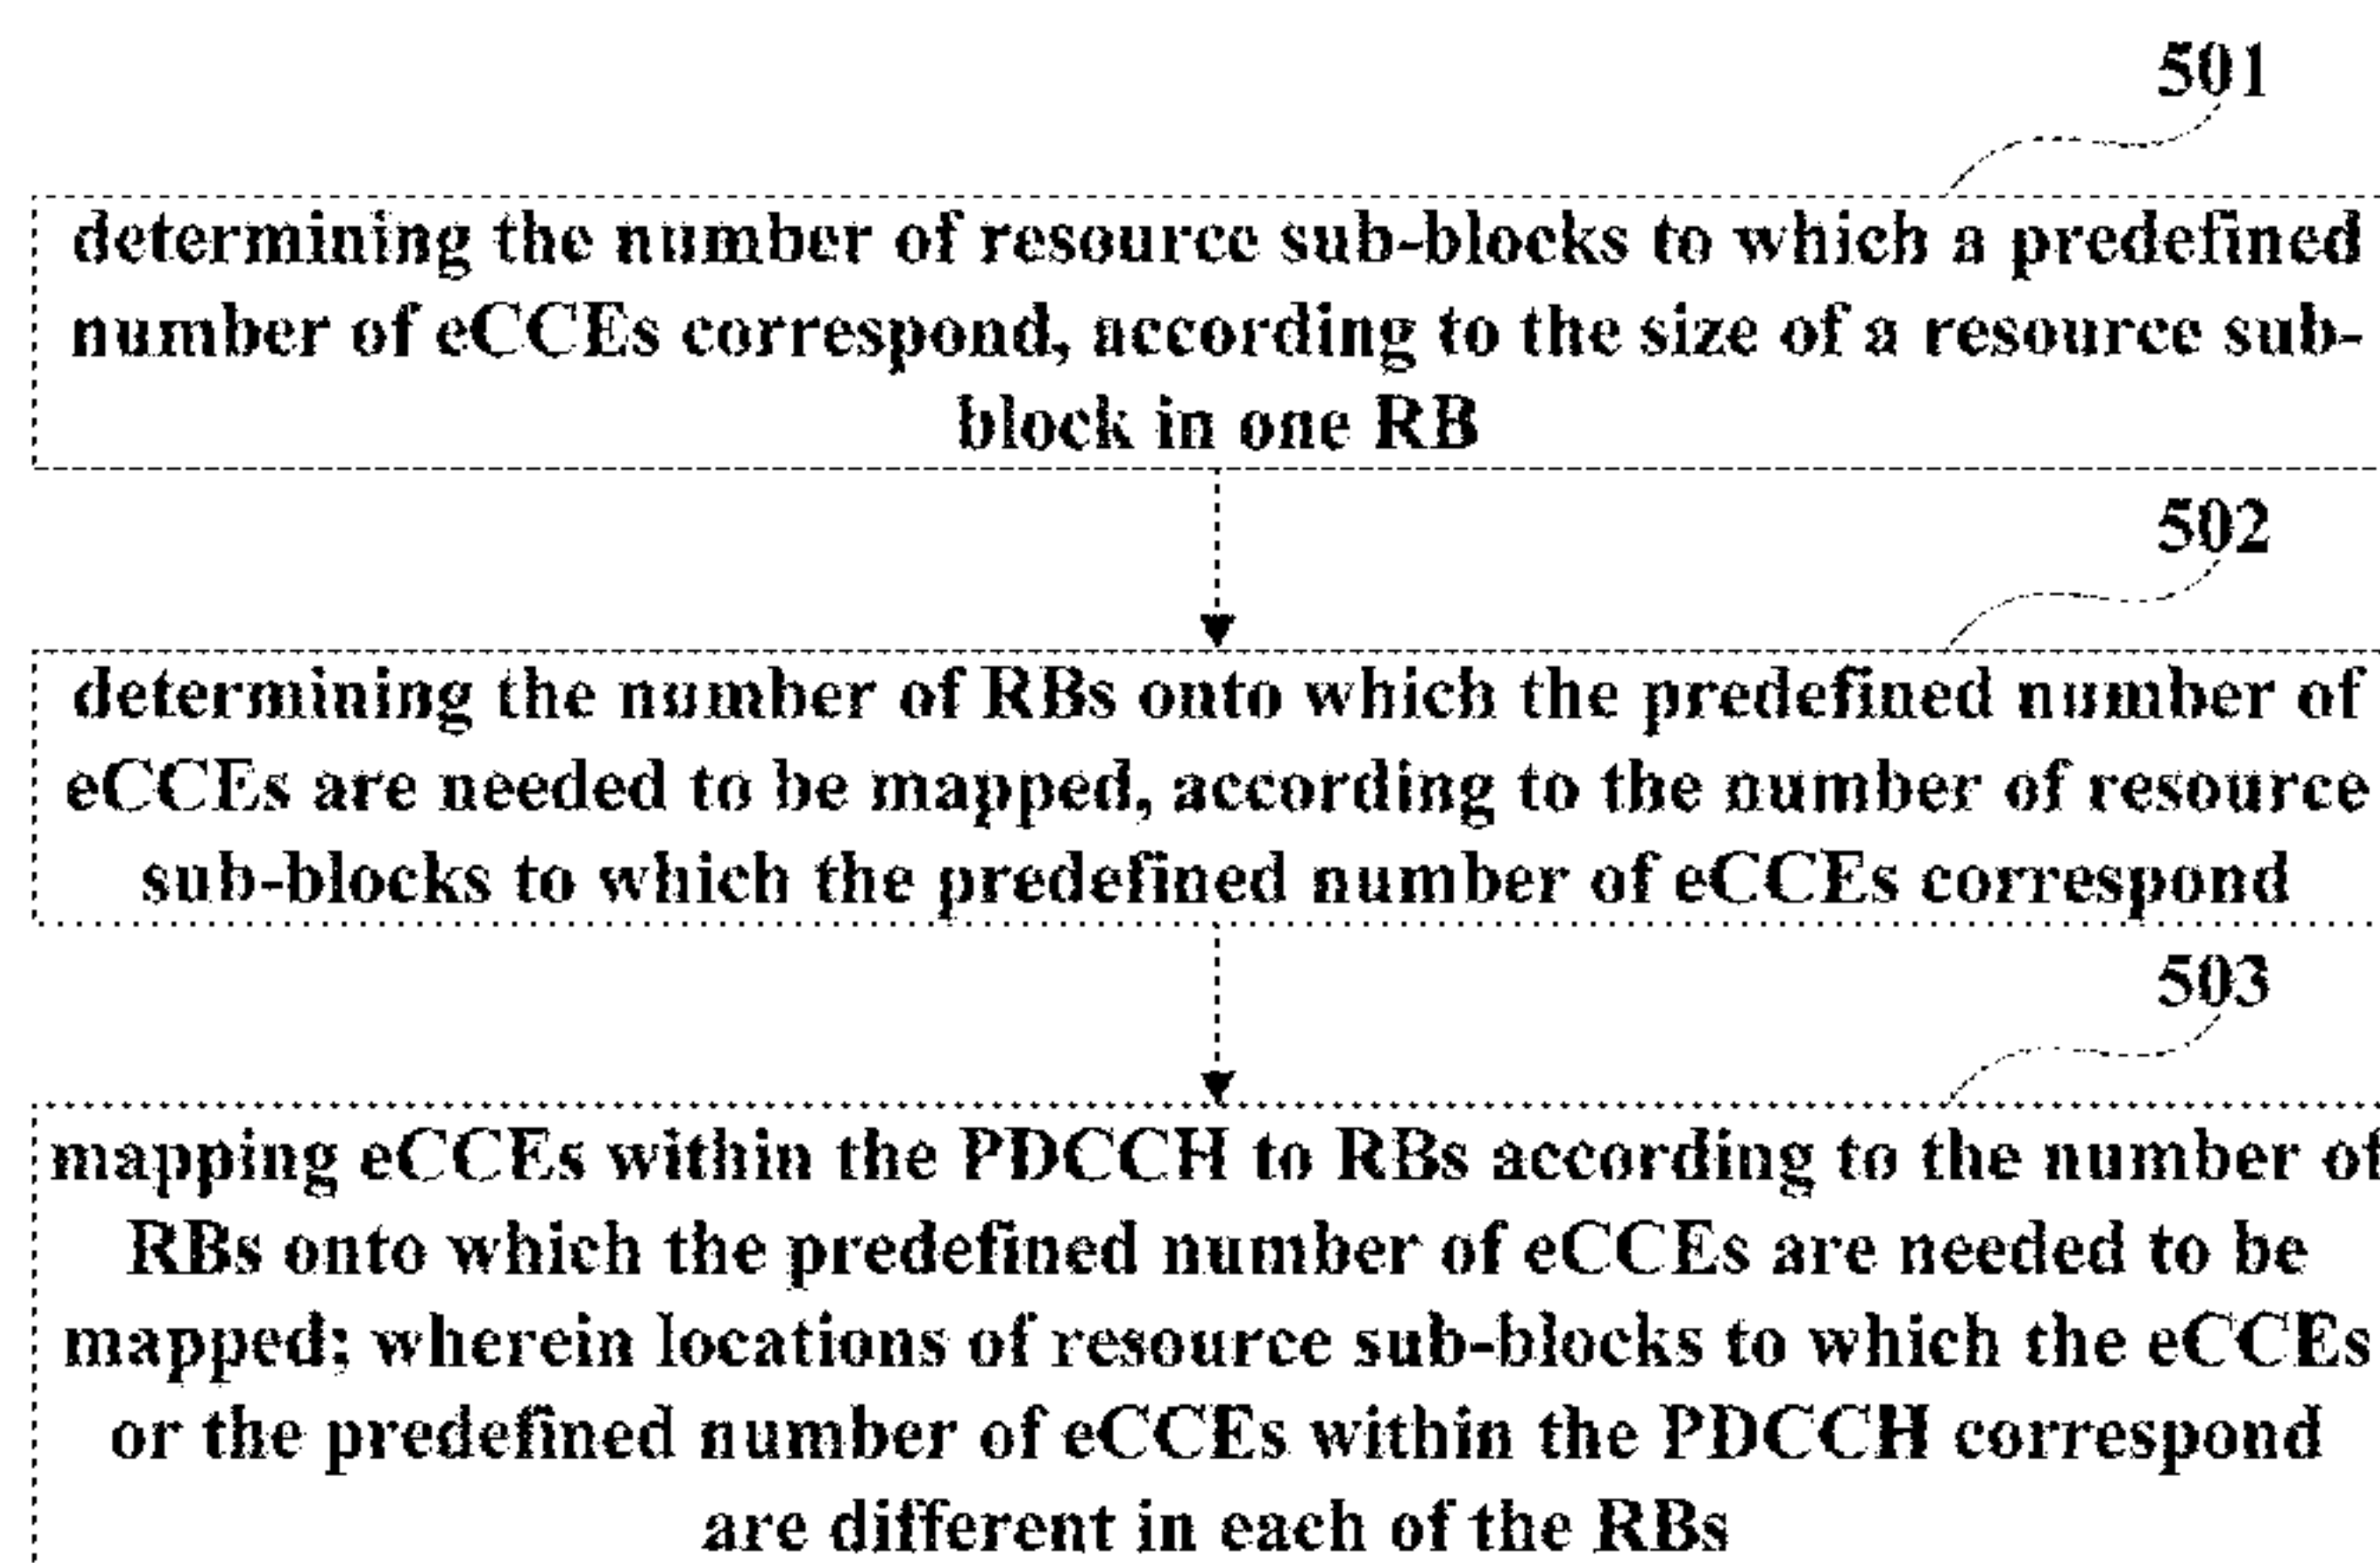 501
determining the number of resource sub-blocks to which a predefined
number of eCCEs correspond, according to the size of a resource sub-
block in one RB
502
determining the number of RBs onto which the predefined number of
eCCEs are needed to be mapped, according to the number of resource
sub-blocks to which the predefined number of eCCEs correspond
503
mapping eCCEs within the PDCCH to RBs according to the number of
RBs onto which the predefined number of eCCEs are needed to be
mapped; wherein locations of resource sub-blocks to which the eCCEs
or the predefined number of eCCEs within the PDCCH correspond
are different in each of the RBs